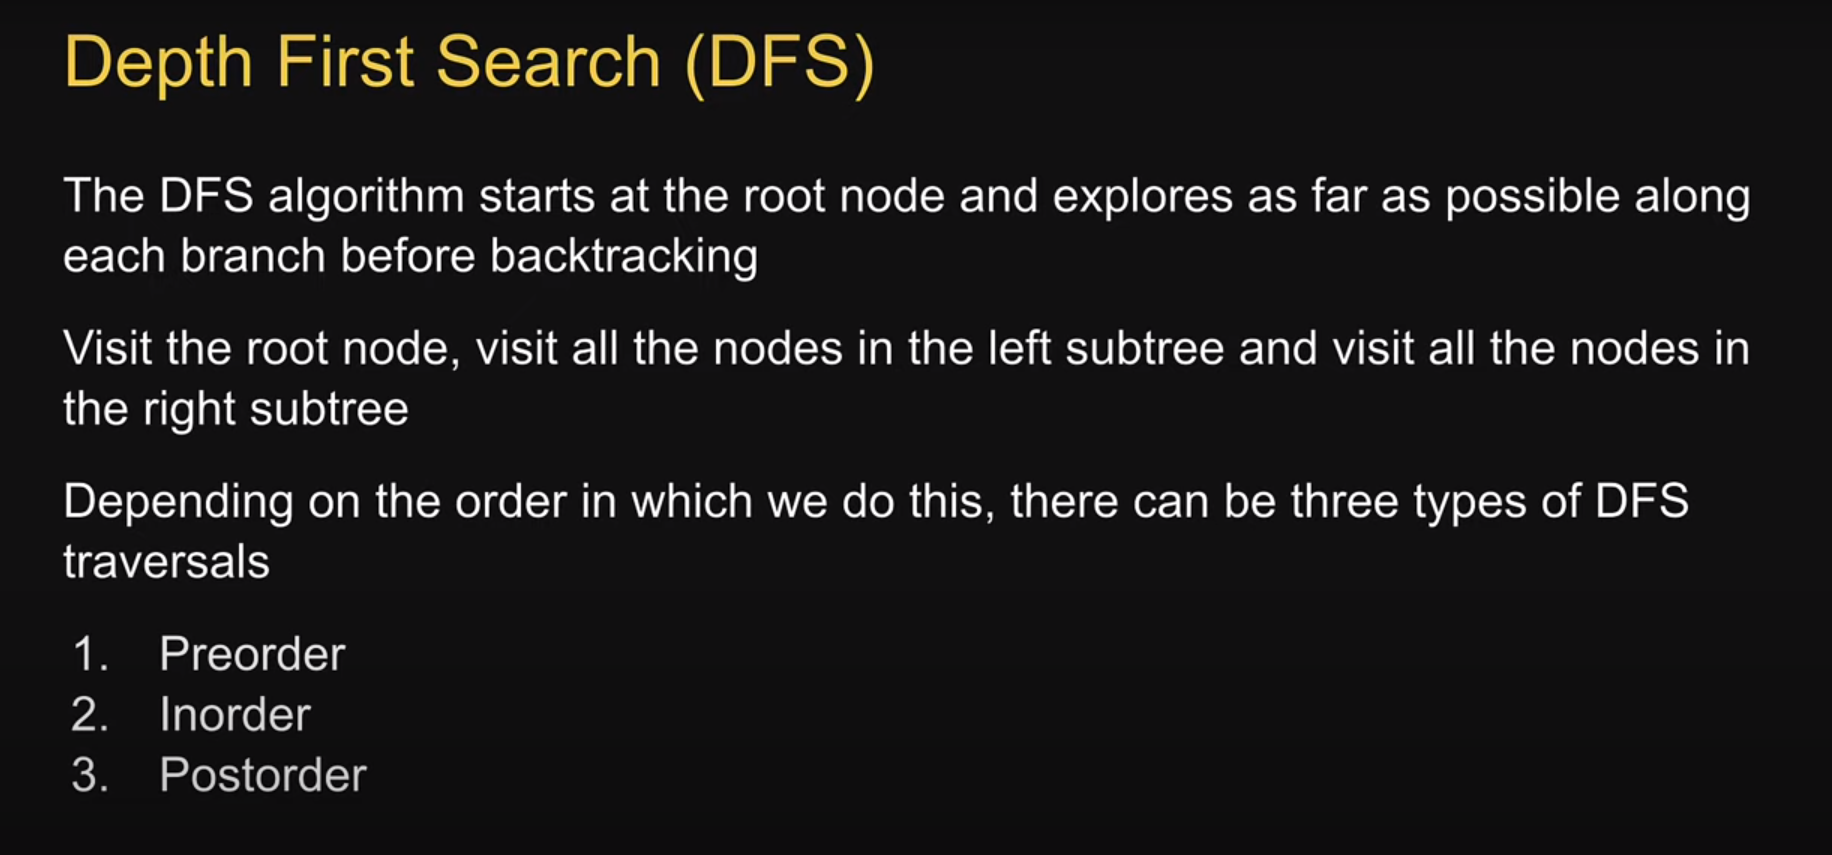 Depth First Search (DFS)
The DFS algorithm starts at the root node and explores as far as possible along
each branch before backtracking
Visit the root node, visit all the nodes in the left subtree and visit all the nodes in
the right subtree
Depending on the order in which we do this, there can be three types of DFS
traversals
1. Preorder
2. Inorder
3. Postorder